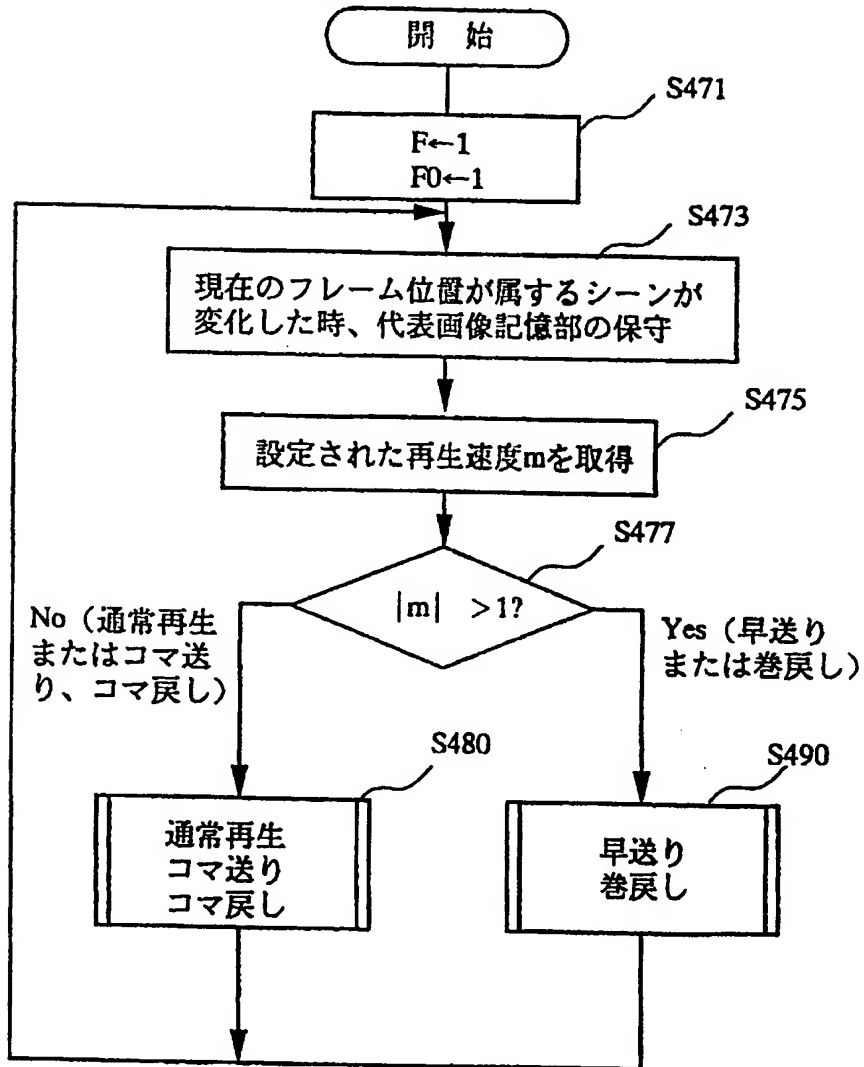 開 始
S471
F←1
F0←1
S473
現在のフレーム位置が属するシーンが
変化した時、代表画像記憶部の保守
S475
設定された再生速度mを取得
S477
|m| >1?
No(通常再生
またはコマ送
り、コマ戻し)
Yes(早送り
または巻戻し)
S480
通常再生
コマ送り
コマ戻し
S490
早送り
巻戻し